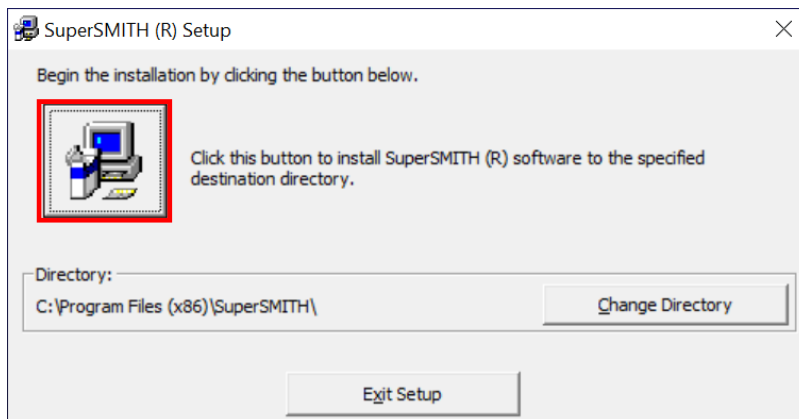 SuperSMITH (R) Setup
Begin the installation by clicking the button below.
Click this button to install SuperSMITH (R) software to the specified
destination directory.
Directory:
C:\Program Files (x86)\SuperSMITH\
Change Directory
Exit Setup